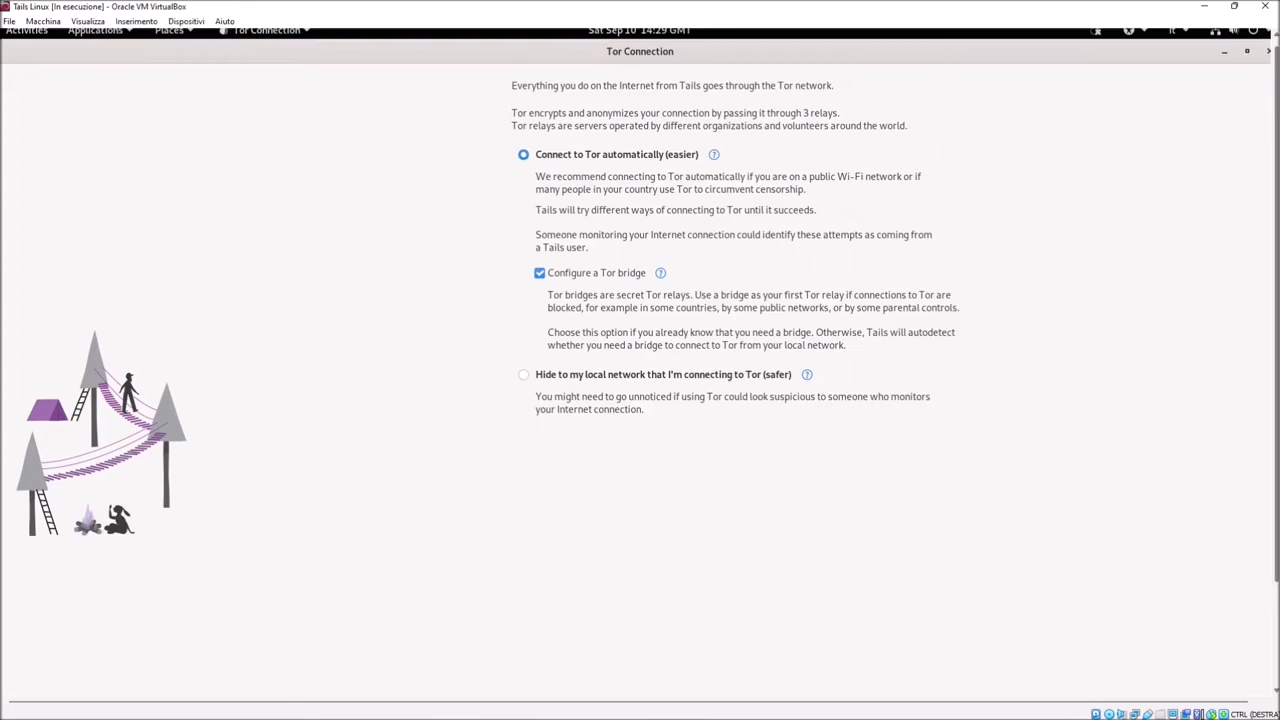 Tails Linux [In esecuzione] - Oracle VM VirtualBox
File Macchina Visualizza Inserimento Dispositivi Aiuto
Activities Applications Places Tor Connection Sat Sep 10 14:29 GMT it
Tor Connection
Everything you do on the Internet from Tails goes through the Tor network.
Tor encrypts and anonymizes your connection by passing it through 3 relays.
Tor relays are servers operated by different organizations and volunteers around the world.
Connect to Tor automatically (easier) ?
We recommend connecting to Tor automatically if you are on a public Wi-Fi network or if
many people in your country use Tor to circumvent censorship.
Tails will try different ways of connecting to Tor until it succeeds.
Someone monitoring your Internet connection could identify these attempts as coming from
a Tails user.
Configure a Tor bridge ?
Tor bridges are secret Tor relays. Use a bridge as your first Tor relay if connections to Tor are
blocked, for example in some countries, by some public networks, or by some parental controls.
Choose this option if you already know that you need a bridge. Otherwise, Tails will autodetect
whether you need a bridge to connect to Tor from your local network.
Hide to my local network that I'm connecting to Tor (safer) ?
You might need to go unnoticed if using Tor could look suspicious to someone who monitors
your Internet connection.
CTRL (DESTRA